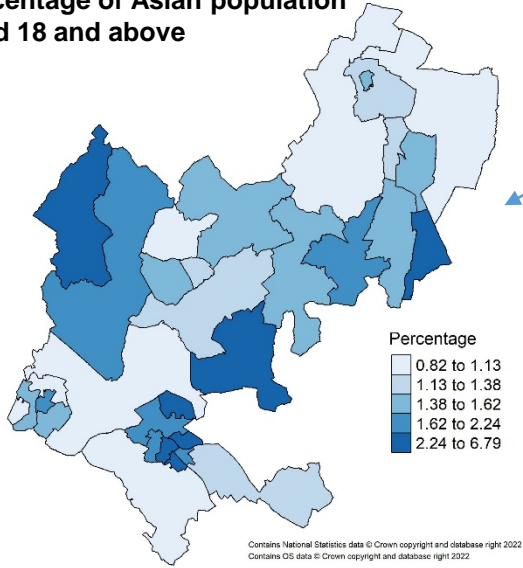 centage of Asian population
d 18 and above
Percentage
0.82 to 1.13
1.13 to 1.38
1.38 to 1.62
1.62 to 2.24
2.24 to 6.79
Contains National Statistics data © Crown copyright and database right 2022
Contains OS data © Crown copyright and database right 2022